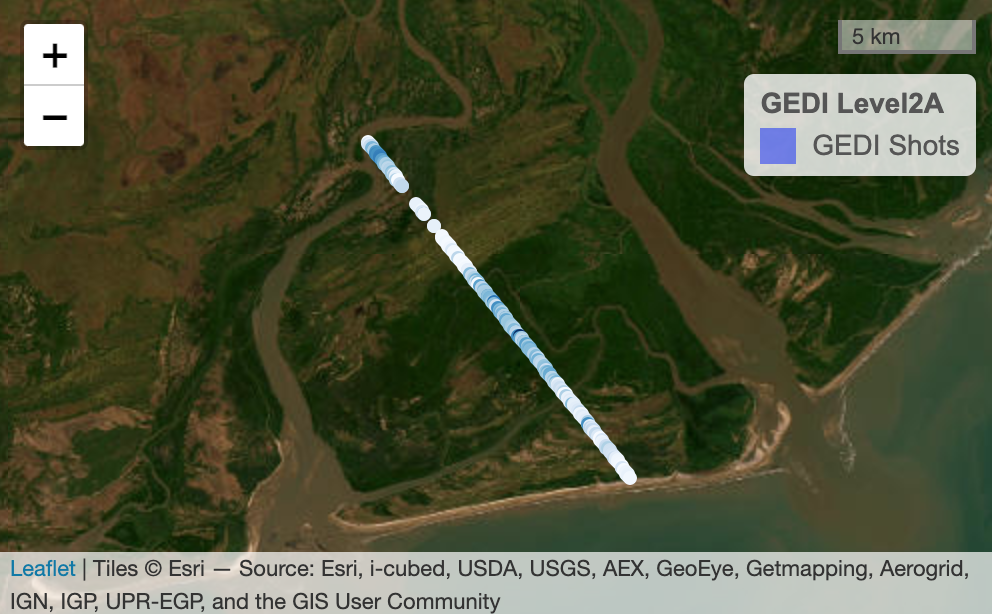 +
−
5 km
GEDI Level2A
GEDI Shots
Leaflet | Tiles © Esri — Source: Esri, i-cubed, USDA, USGS, AEX, GeoEye, Getmapping, Aerogrid,
IGN, IGP, UPR-EGP, and the GIS User Community